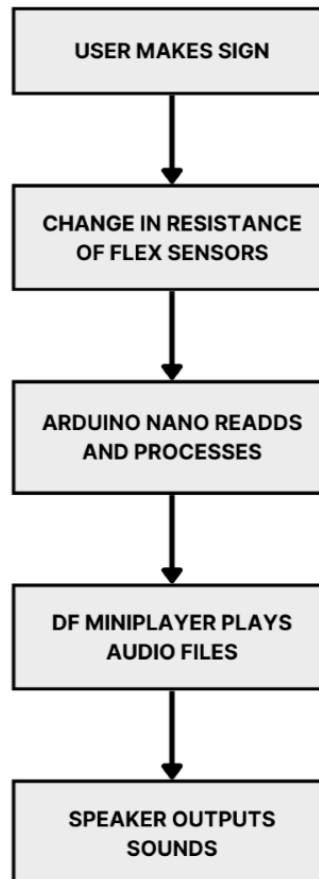 USER MAKES SIGN
CHANGE IN RESISTANCE
OF FLEX SENSORS
ARDUINO NANO READDS
AND PROCESSES
DF MINIPLAYER PLAYS
AUDIO FILES
SPEAKER OUTPUTS
SOUNDS